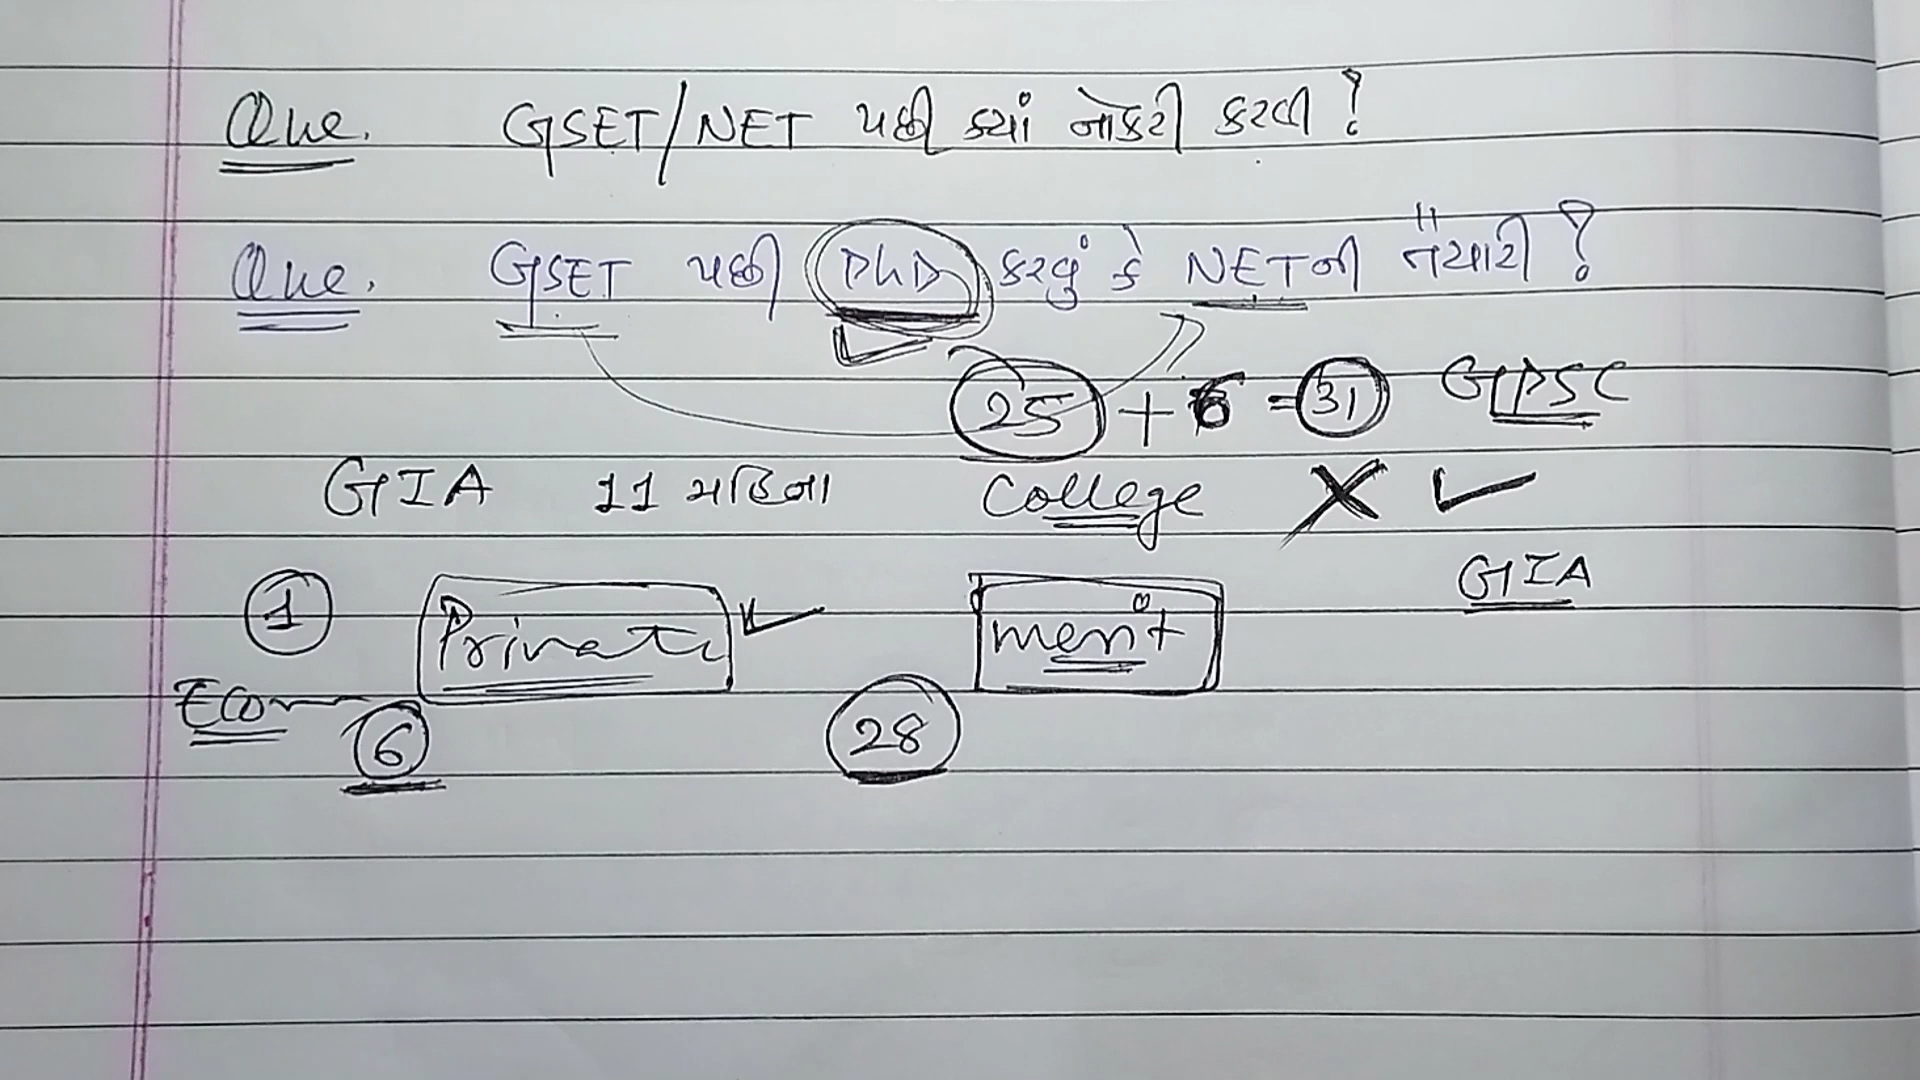 Que. GSET/NET પછી ક્યાં નોકરી કરવી?
Que. GSET પછી PhD કરવું કે NETની તૈયારી?
25 + 6 = 31 GPSC
GIA 11 મહિના College X ✓
GIA
1 Private ✓ merit
Econ
6 28